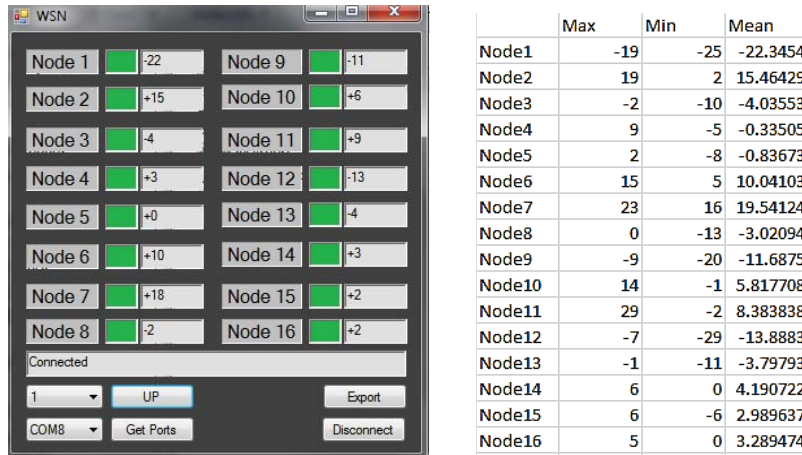 WSN
Node 1 -22 Node 9 -11
Node 2 +15 Node 10 +6
Node 3 -4 Node 11 +9
Node 4 +3 Node 12 -13
Node 5 +0 Node 13 -4
Node 6 +10 Node 14 +3
Node 7 +18 Node 15 +2
Node 8 -2 Node 16 +2
Connected
1 UP Export
COM8 Get Ports Disconnect
Max Min Mean
Node1 -19 -25 -22.3454
Node2 19 2 15.46429
Node3 -2 -10 -4.03553
Node4 9 -5 -0.33505
Node5 2 -8 -0.83673
Node6 15 5 10.04103
Node7 23 16 19.54124
Node8 0 -13 -3.02094
Node9 -9 -20 -11.6875
Node10 14 -1 5.817708
Node11 29 -2 8.383838
Node12 -7 -29 -13.8883
Node13 -1 -11 -3.79793
Node14 6 0 4.190722
Node15 6 -6 2.989637
Node16 5 0 3.289474